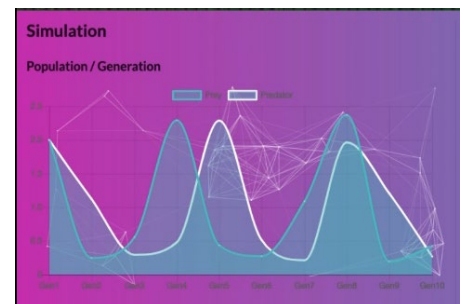 Simulation
Population / Generation
Prey Predator
2.5
2.0
1.5
1.0
0.5
0
Gen1 Gen2 Gen3 Gen4 Gen5 Gen6 Gen7 Gen8 Gen9 Gen10